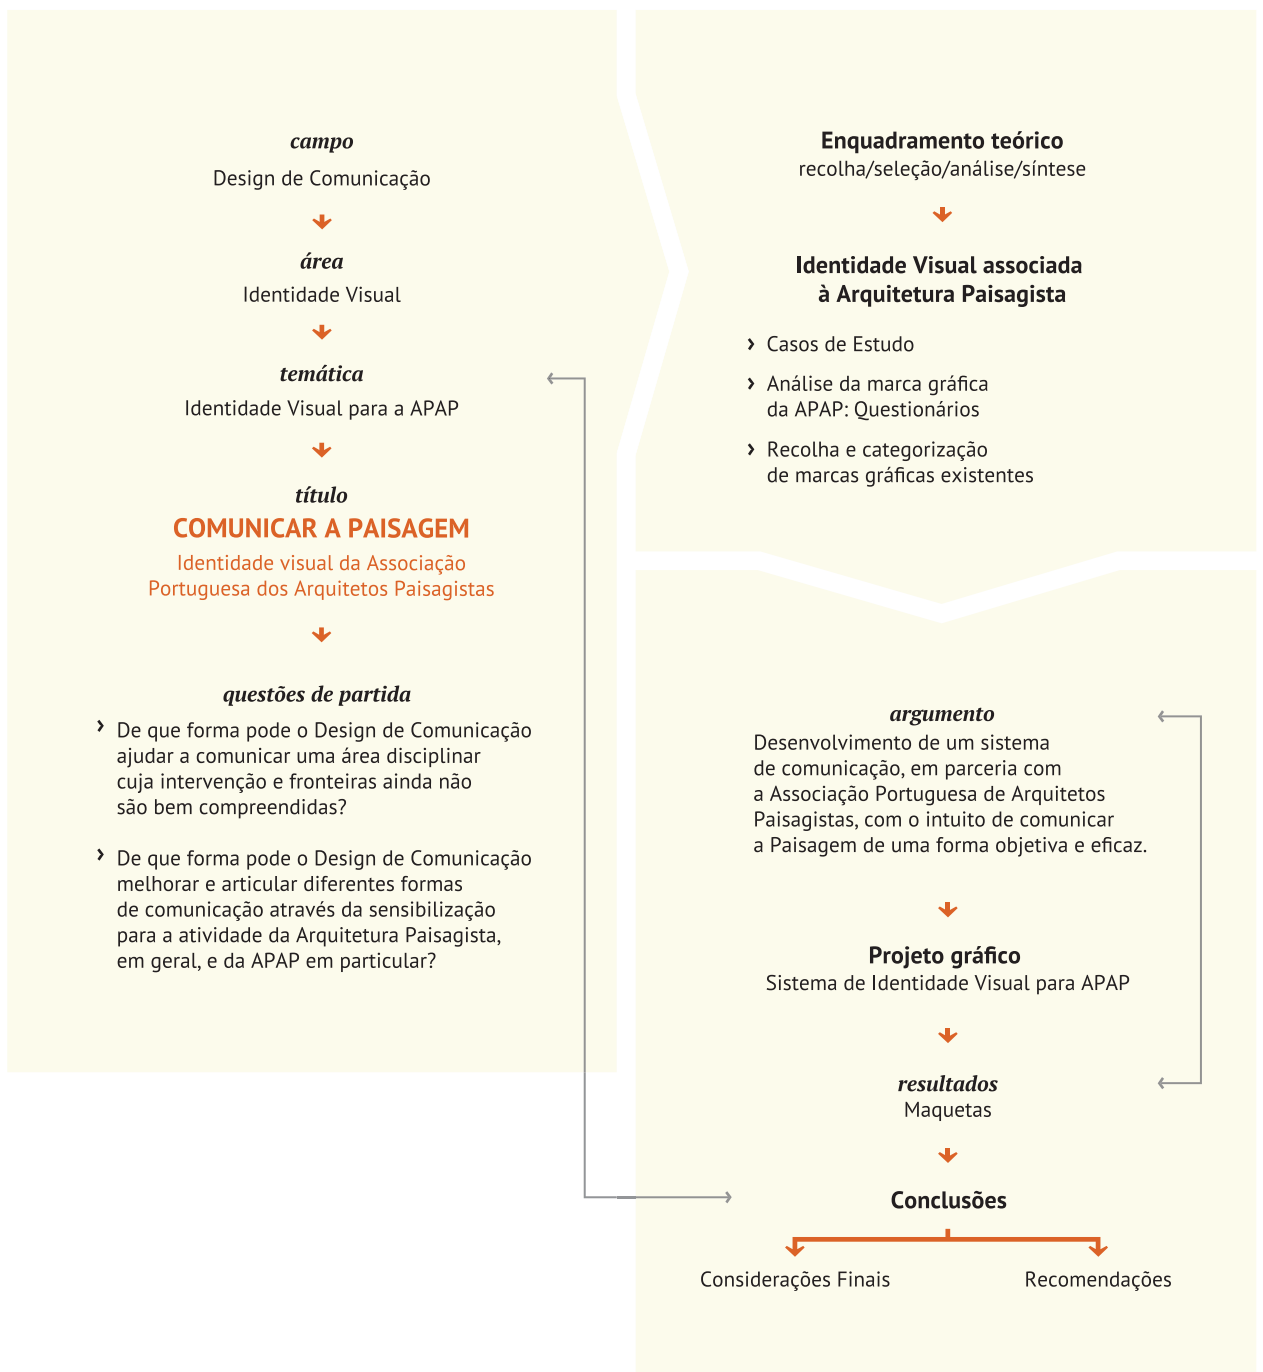 campo
Design de Comunicação
área
Identidade Visual
temática
Identidade Visual para a APAP
título
COMUNICAR A PAISAGEM
Identidade visual da Associação
Portuguesa dos Arquitetos Paisagistas
questões de partida
› De que forma pode o Design de Comunicação
ajudar a comunicar uma área disciplinar
cuja intervenção e fronteiras ainda não
são bem compreendidas?
› De que forma pode o Design de Comunicação
melhorar e articular diferentes formas
de comunicação através da sensibilização
para a atividade da Arquitetura Paisagista,
em geral, e da APAP em particular?
Enquadramento teórico
recolha/seleção/análise/síntese
Identidade Visual associada
à Arquitetura Paisagista
› Casos de Estudo
› Análise da marca gráfica
da APAP: Questionários
› Recolha e categorização
de marcas gráficas existentes
argumento
Desenvolvimento de um sistema
de comunicação, em parceria com
a Associação Portuguesa de Arquitetos
Paisagistas, com o intuito de comunicar
a Paisagem de uma forma objetiva e eficaz.
Projeto gráfico
Sistema de Identidade Visual para APAP
resultados
Maquetas
Conclusões
Considerações Finais
Recomendações